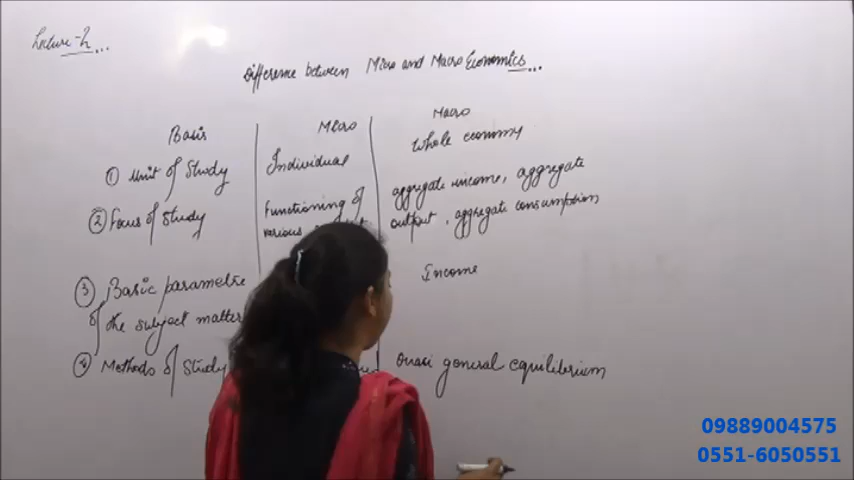 Lecture-2...
Difference between Micro and Macro Economics...
Basis Micro Macro
① Unit of Study Individual Whole economy
② Focus of Study Functioning of aggregate income, aggregate
various output, aggregate consumption
③ Basic parametre Income
of the subject matter
④ Methods of Study Quasi general equilibrium
09889004575
0551-6050551